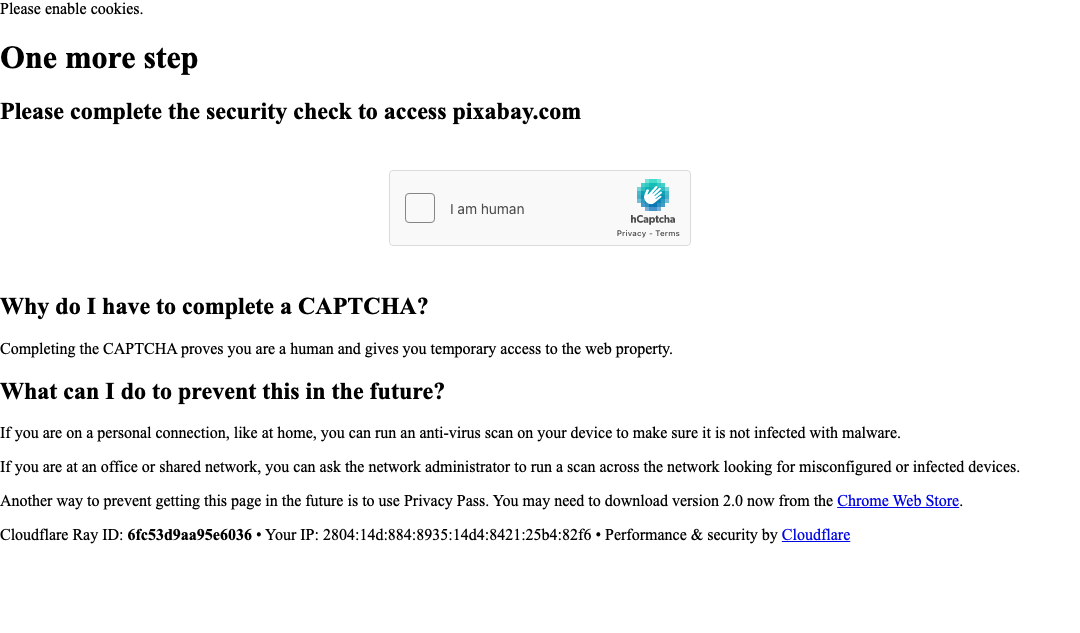 Please enable cookies.
One more step
Please complete the security check to access pixabay.com
I am human
hCaptcha
Privacy - Terms
Why do I have to complete a CAPTCHA?
Completing the CAPTCHA proves you are a human and gives you temporary access to the web property.
What can I do to prevent this in the future?
If you are on a personal connection, like at home, you can run an anti-virus scan on your device to make sure it is not infected with malware.
If you are at an office or shared network, you can ask the network administrator to run a scan across the network looking for misconfigured or infected devices.
Another way to prevent getting this page in the future is to use Privacy Pass. You may need to download version 2.0 now from the Chrome Web Store.
Cloudflare Ray ID: 6fc53d9aa95e6036 • Your IP: 2804:14d:884:8935:14d4:8421:25b4:82f6 • Performance & security by Cloudflare